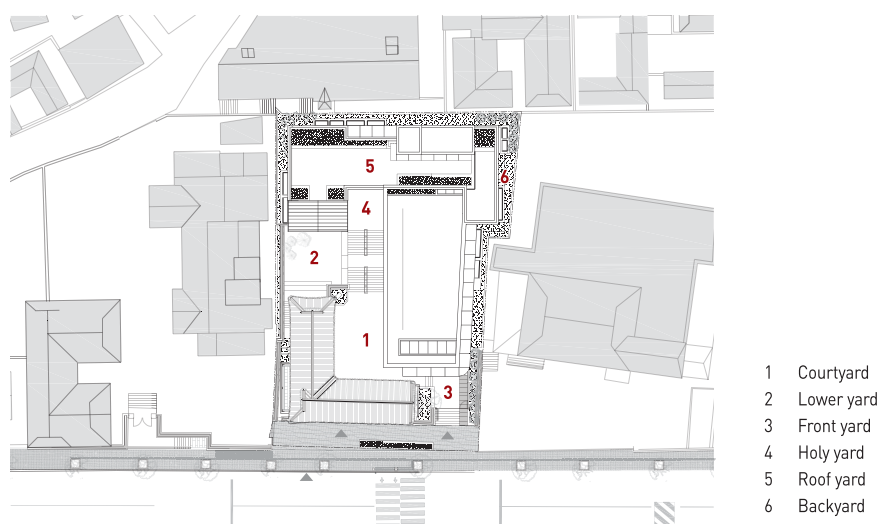 5
6
4
2
1
3
1 Courtyard
2 Lower yard
3 Front yard
4 Holy yard
5 Roof yard
6 Backyard